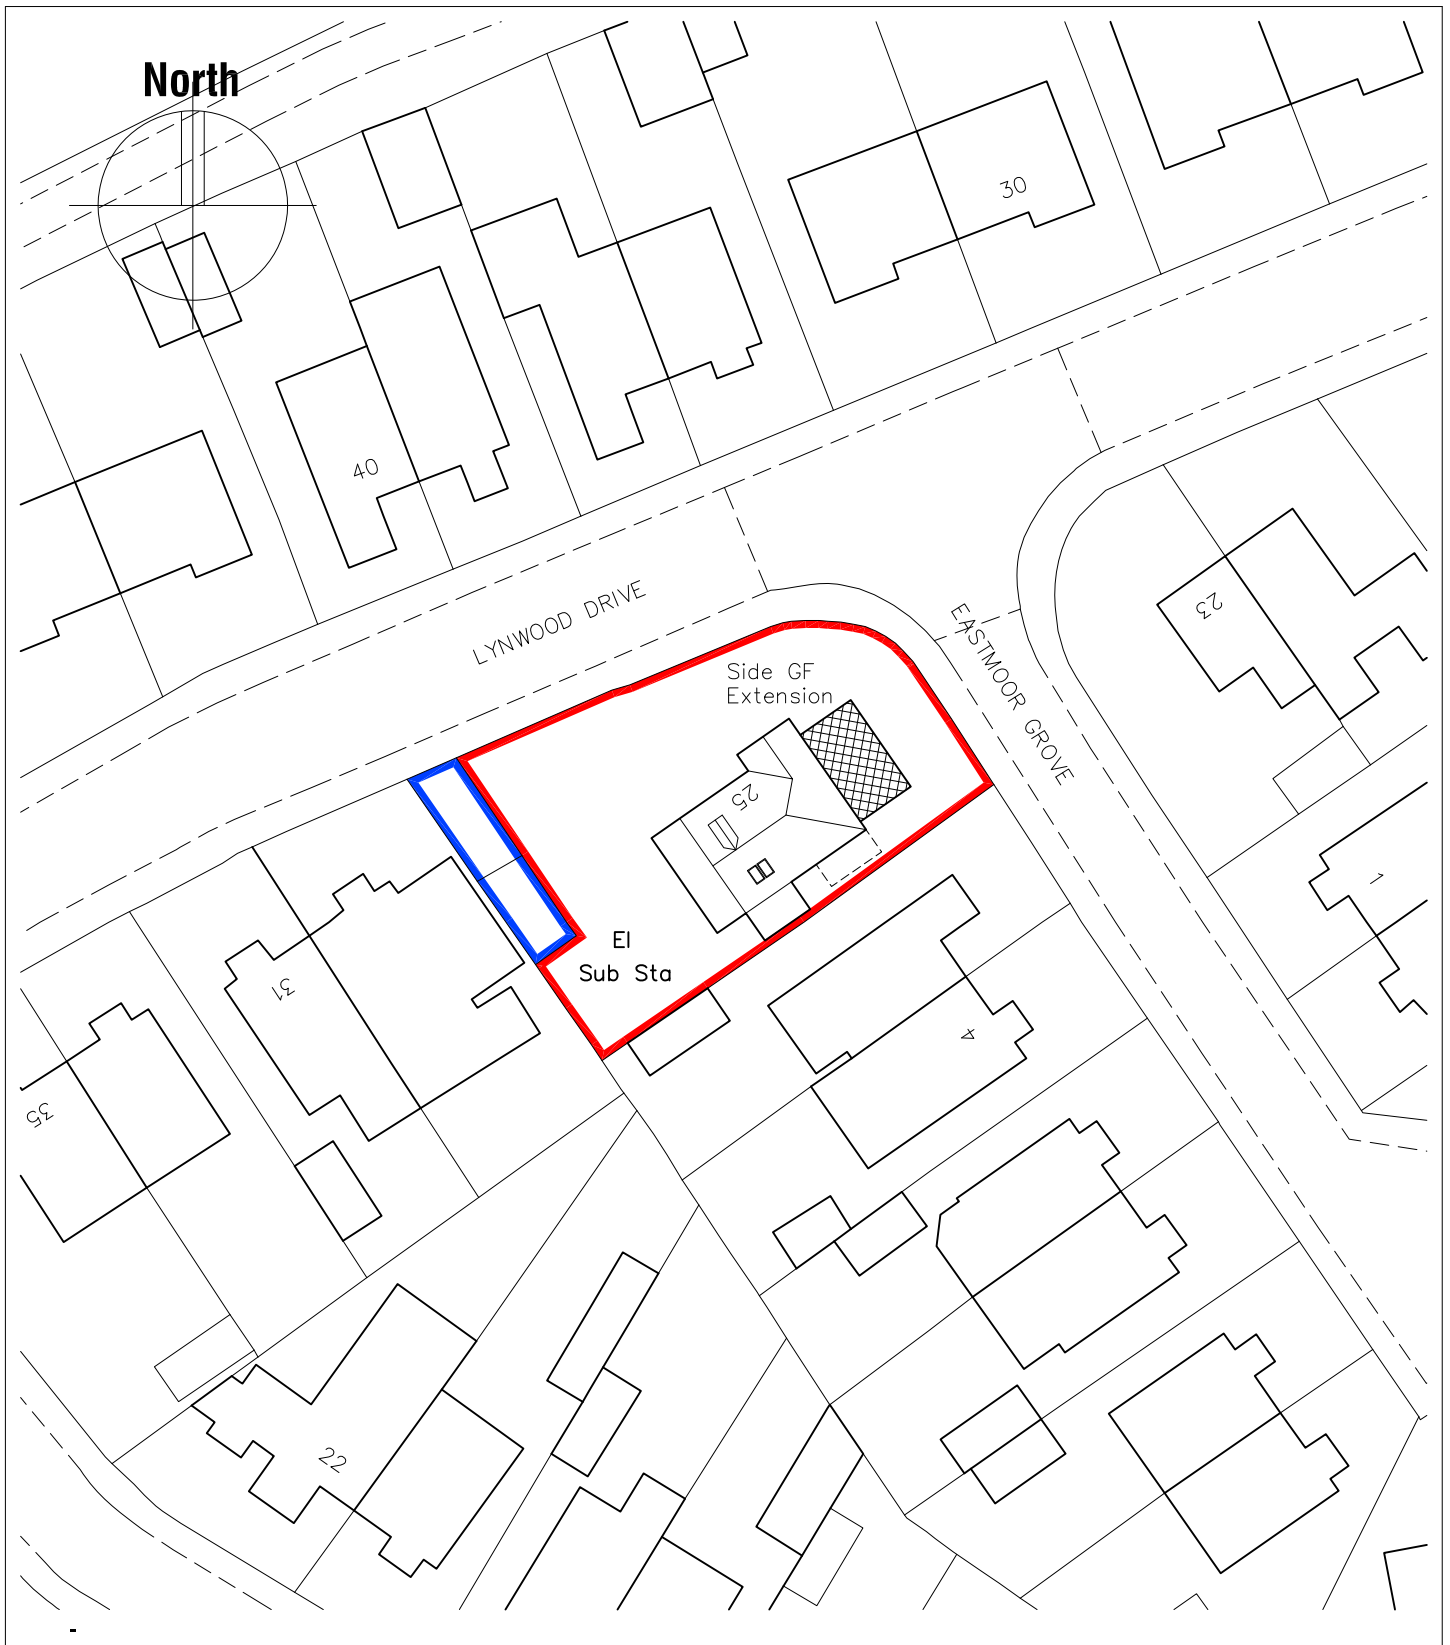 North
30
40
LYNWOOD DRIVE
EASTMOOR GROVE
23
Side GF
Extension
25
1
El
Sub Sta
31
4
35
22